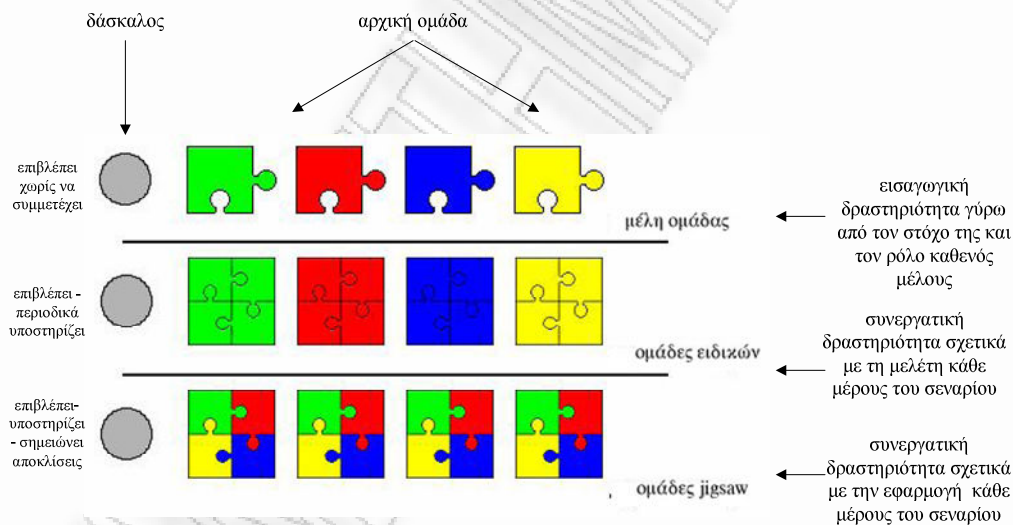 δάσκαλος
αρχική ομάδα
επιβλέπει
χωρίς να
συμμετέχει
μέλη ομάδας
εισαγωγική
δραστηριότητα γύρω
από τον στόχο της και
τον ρόλο καθενός
μέλους
επιβλέπει -
περιοδικά
υποστηρίζει
ομάδες ειδικών
συνεργατική
δραστηριότητα σχετικά
με τη μελέτη κάθε
μέρους του σεναρίου
επιβλέπει-
υποστηρίζει
- σημειώνει
αποκλίσεις
ομάδες jigsaw
συνεργατική
δραστηριότητα σχετικά
με την εφαρμογή κάθε
μέρους του σεναρίου